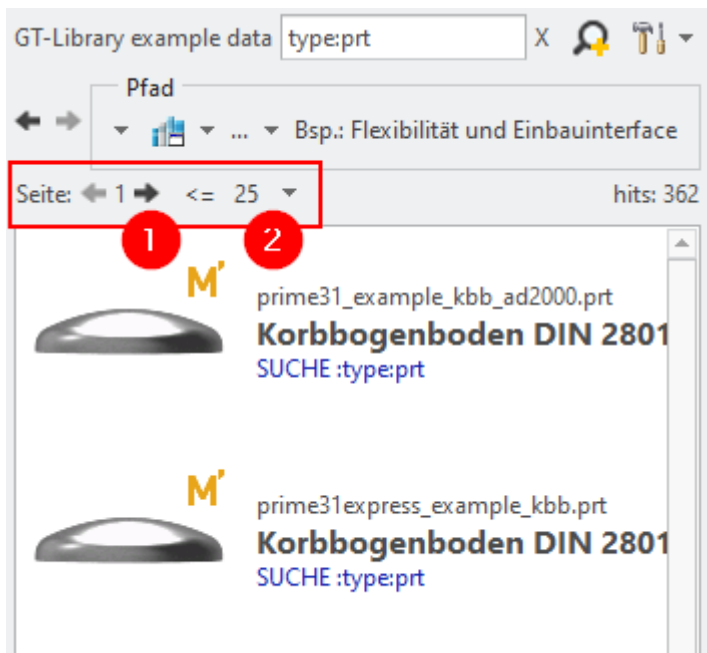 GT-Library example data type:prt X
Pfad
... Bsp.: Flexibilität und Einbauinterface
Seite: 1 <= 25 hits: 362
1 2
M'
prime31_example_kbb_ad2000.prt
Korbbogenboden DIN 2801
SUCHE :type:prt
M'
prime31express_example_kbb.prt
Korbbogenboden DIN 2801
SUCHE :type:prt